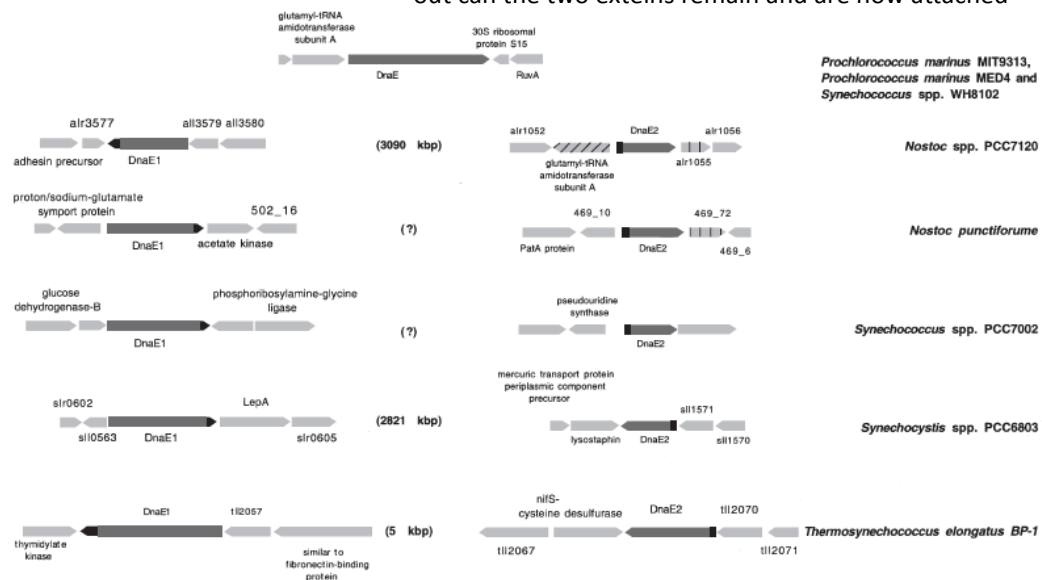 out can the two exteins remain and are now attached
glutamyl-tRNA
amidotransferase
subunit A
30S ribosomal
protein S15
DnaE
RuvA
Prochlorococcus marinus MIT9313,
Prochlorococcus marinus MED4 and
Synechococcus spp. WH8102
alr3577
all3579 all3580
adhesin precursor
DnaE1
(3090 kbp)
alr1052
DnaE2
alr1056
glutamyl-tRNA
amidotransferase
subunit A
alr1055
Nostoc spp. PCC7120
proton/sodium-glutamate
symport protein
502_16
DnaE1
acetate kinase
(?)
469_10
469_72
PatA protein
DnaE2
469_6
Nostoc punctiforume
glucose
dehydrogenase-B
phosphoribosylamine-glycine
ligase
DnaE1
(?)
pseudouridine
synthase
DnaE2
Synechococcus spp. PCC7002
slr0602
LepA
sll0563
DnaE1
slr0605
(2821 kbp)
mercuric transport protein
periplasmic component
precursor
sll1571
lysostaphin
DnaE2
sll1570
Synechocystis spp. PCC6803
DnaE1
tll2057
thymidylate
kinase
similar to
fibronectin-binding
protein
(5 kbp)
nifS-
cysteine desulfurase
DnaE2
tll2070
tll2067
tll2071
Thermosynechococcus elongatus BP-1